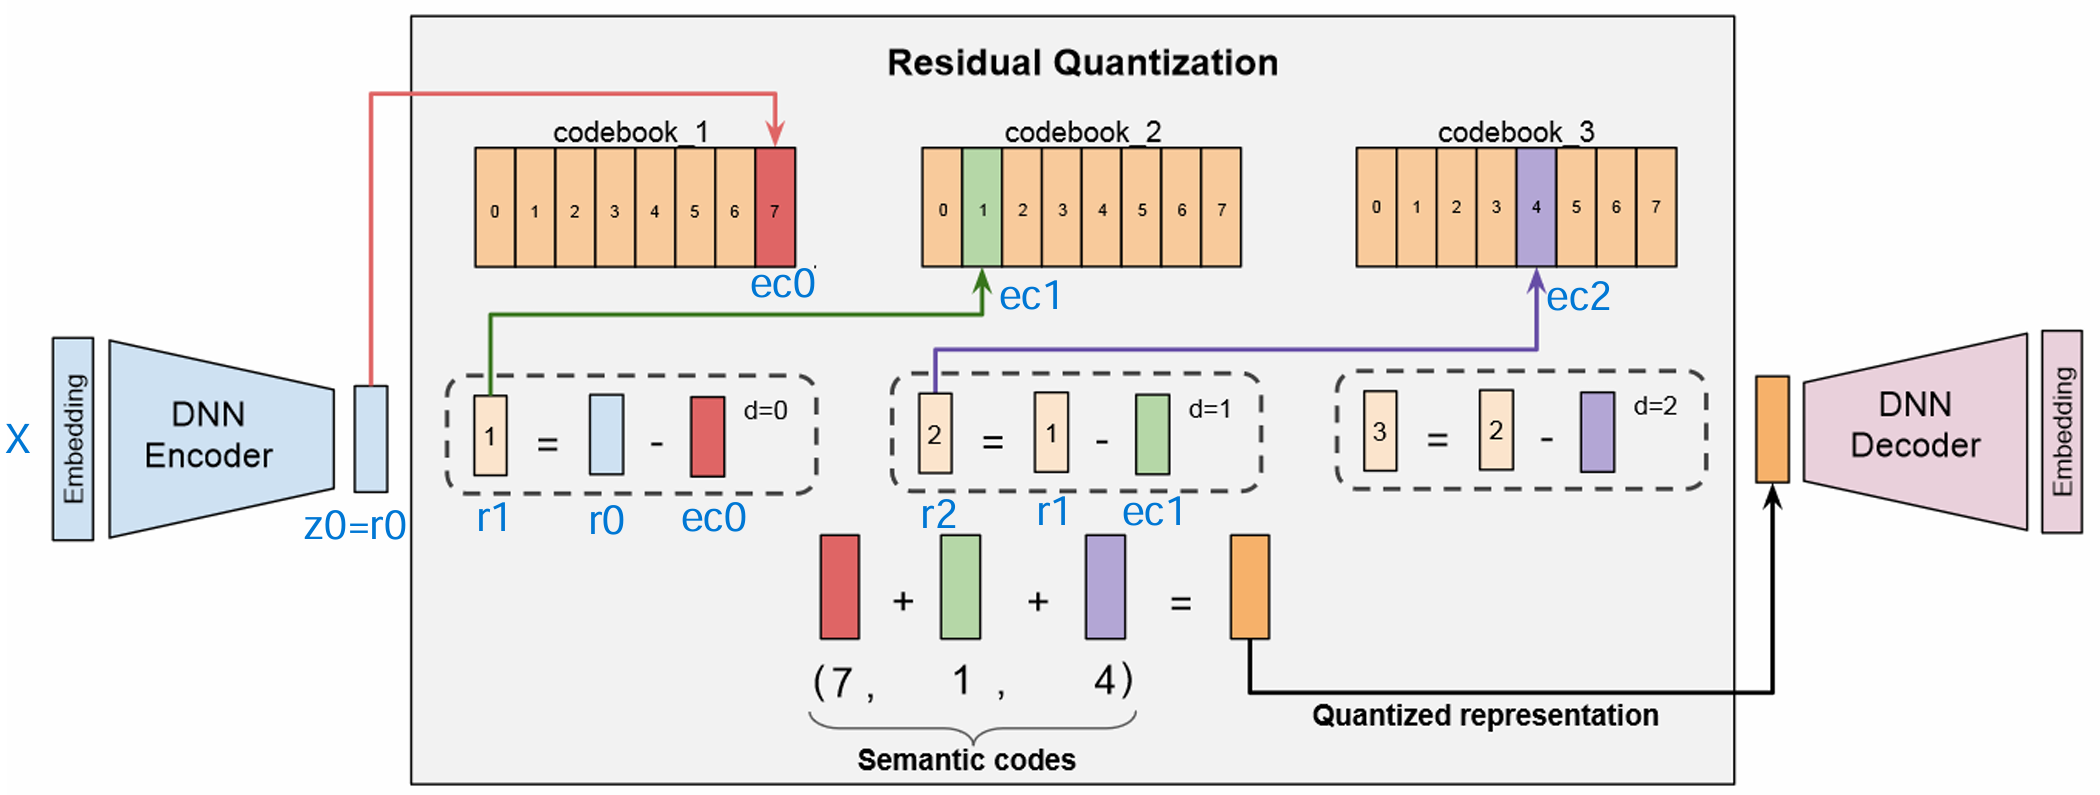 Residual Quantization
codebook_1
codebook_2
codebook_3
0 1 2 3 4 5 6 7
0 1 2 3 4 5 6 7
0 1 2 3 4 5 6 7
ec0
ec1
ec2
X
Embedding
DNN
Encoder
z0=r0
1 = - d=0
r1 r0 ec0
2 = 1 - d=1
r2 r1 ec1
3 = 2 - d=2
DNN
Decoder
Embedding
+ + =
(7, 1, 4)
Semantic codes
Quantized representation